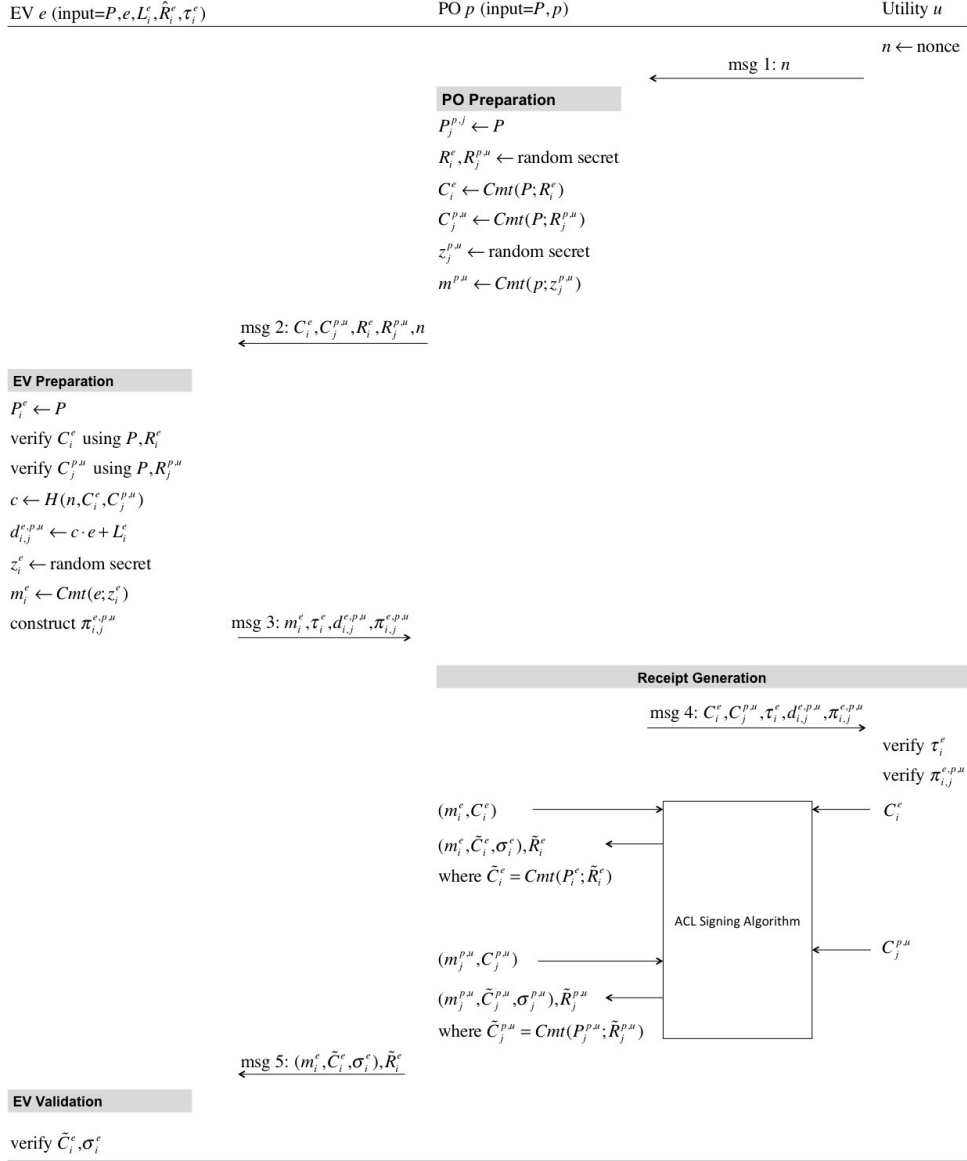 EV e (input=P,e,L_i^e,R̂_i^e,τ_i^e) PO p (input=P,p) Utility u
n ← nonce
msg 1: n
PO Preparation
P_j^{p,j} ← P
R_i^e,R_j^{p,u} ← random secret
C_i^e ← Cmt(P;R_i^e)
C_j^{p,u} ← Cmt(P;R_j^{p,u})
z_j^{p,u} ← random secret
m^{p,u} ← Cmt(p;z_j^{p,u})
msg 2: C_i^e,C_j^{p,u},R_i^e,R_j^{p,u},n
EV Preparation
P_i^e ← P
verify C_i^e using P,R_i^e
verify C_j^{p,u} using P,R_j^{p,u}
c ← H(n,C_i^e,C_j^{p,u})
d_{i,j}^{e,p,u} ← c·e+L_i^e
z_i^e ← random secret
m_i^e ← Cmt(e;z_i^e)
construct π_{i,j}^{e,p,u}
msg 3: m_i^e,τ_i^e,d_{i,j}^{e,p,u},π_{i,j}^{e,p,u}
Receipt Generation
msg 4: C_i^e,C_j^{p,u},τ_i^e,d_{i,j}^{e,p,u},π_{i,j}^{e,p,u}
verify τ_i^e
verify π_{i,j}^{e,p,u}
(m_i^e,C_i^e) C_i^e
(m_i^e,C̃_i^e,σ_i^e),R̃_i^e
where C̃_i^e = Cmt(P_i^e;R̃_i^e)
ACL Signing Algorithm
(m_j^{p,u},C_j^{p,u}) C_j^{p,u}
(m_j^{p,u},C̃_j^{p,u},σ_j^{p,u}),R̃_j^{p,u}
where C̃_j^{p,u} = Cmt(P_j^{p,u};R̃_j^{p,u})
msg 5: (m_i^e,C̃_i^e,σ_i^e),R̃_i^e
EV Validation
verify C̃_i^e,σ_i^e